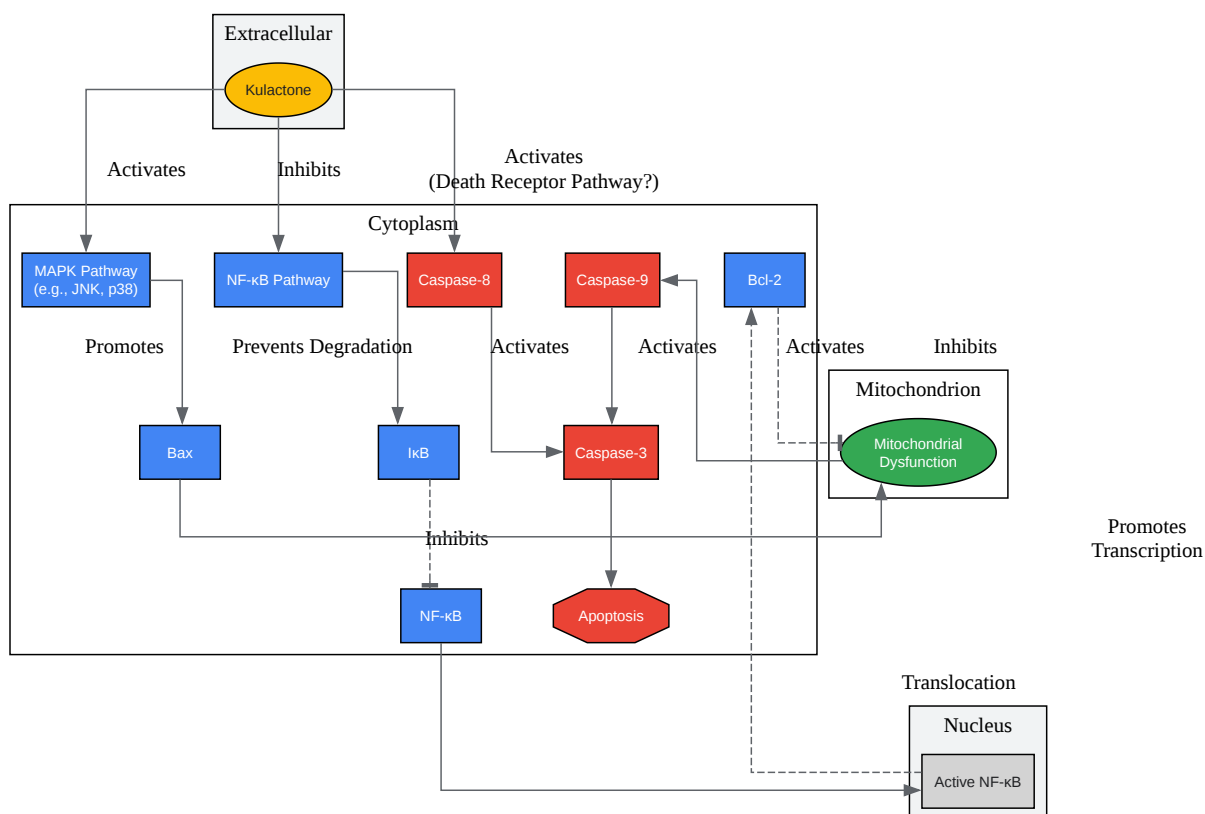 Extracellular
Kulactone
Activates
Inhibits
Activates
(Death Receptor Pathway?)
Cytoplasm
MAPK Pathway
(e.g., JNK, p38)
NF-κB Pathway
Caspase-8
Caspase-9
Bcl-2
Promotes
Prevents Degradation
Activates
Activates
Activates
Inhibits
Mitochondrion
Mitochondrial
Dysfunction
Bax
IκB
Caspase-3
Inhibits
Promotes
Transcription
NF-κB
Apoptosis
Translocation
Nucleus
Active NF-κB